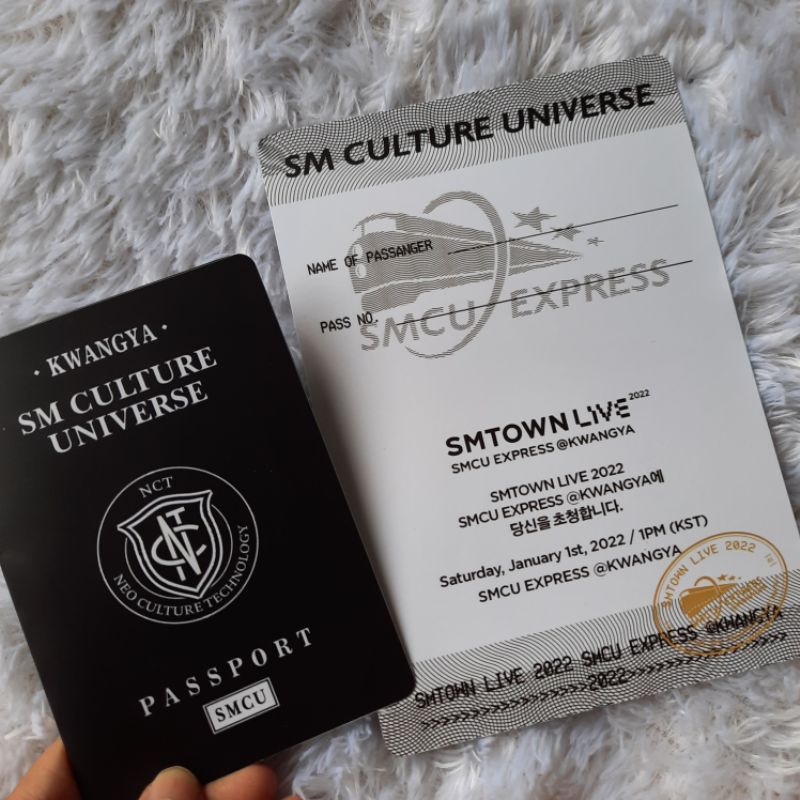 · KWANGYA ·
SM CULTURE
UNIVERSE
NCT
NCT
NEO CULTURE TECHNOLOGY
PASSPORT
SMCU
SM CULTURE UNIVERSE
NAME OF PASSANGER
PASS NO.
SMCU EXPRESS
SMTOWN LIVE 2022
SMCU EXPRESS @KWANGYA
SMTOWN LIVE 2022
SMCU EXPRESS @KWANGYA에
당신을 초청합니다.
Saturday, January 1st, 2022 / 1PM (KST)
SMCU EXPRESS @KWANGYA
SMTOWN LIVE 2022
SMTOWN LIVE 2022 SMCU EXPRESS @KWANGYA
>>>>>>>>>>>>>>>>>>>>2022>>>>>>>>>>>>>>>>>>>>